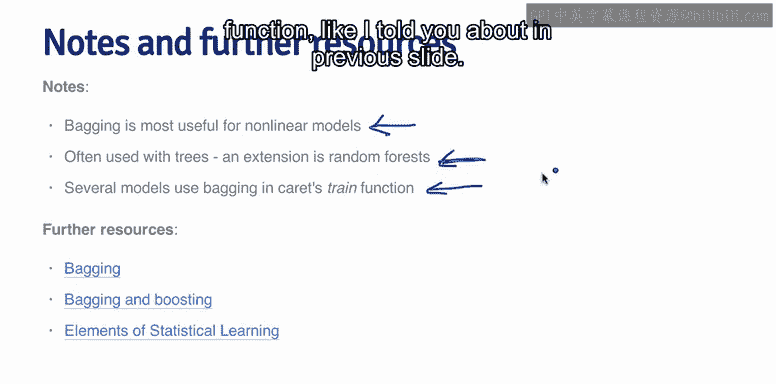 function, like I told you about in
previous slide.
Notes and further resources
Notes:
· Bagging is most useful for nonlinear models
· Often used with trees - an extension is random forests
· Several models use bagging in caret's train function
Further resources:
· Bagging
· Bagging and boosting
· Elements of Statistical Learning